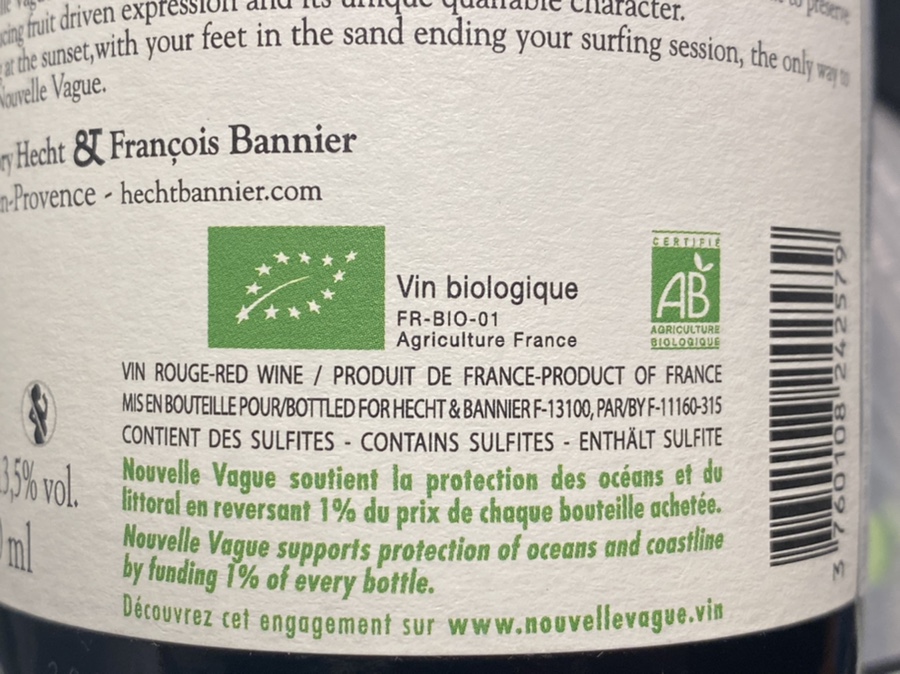 fruit driven expression and its unique quaffable character.
at the sunset, with your feet in the sand ending your surfing session, the only way to
Nouvelle Vague.
Hecht & François Bannier
n-Provence - hechtbannier.com
CERTIFIÉ
AB
AGRICULTURE
BIOLOGIQUE
Vin biologique
FR-BIO-01
Agriculture France
VIN ROUGE-RED WINE / PRODUIT DE FRANCE-PRODUCT OF FRANCE
MIS EN BOUTEILLE POUR/BOTTLED FOR HECHT & BANNIER F-13100, PAR/BY F-11160-315
CONTIENT DES SULFITES - CONTAINS SULFITES - ENTHÄLT SULFITE
3,5% vol.
ml
Nouvelle Vague soutient la protection des océans et du
littoral en reversant 1% du prix de chaque bouteille achetée.
Nouvelle Vague supports protection of oceans and coastline
by funding 1% of every bottle.
Découvrez cet engagement sur www.nouvellevague.vin
3 760108 242579